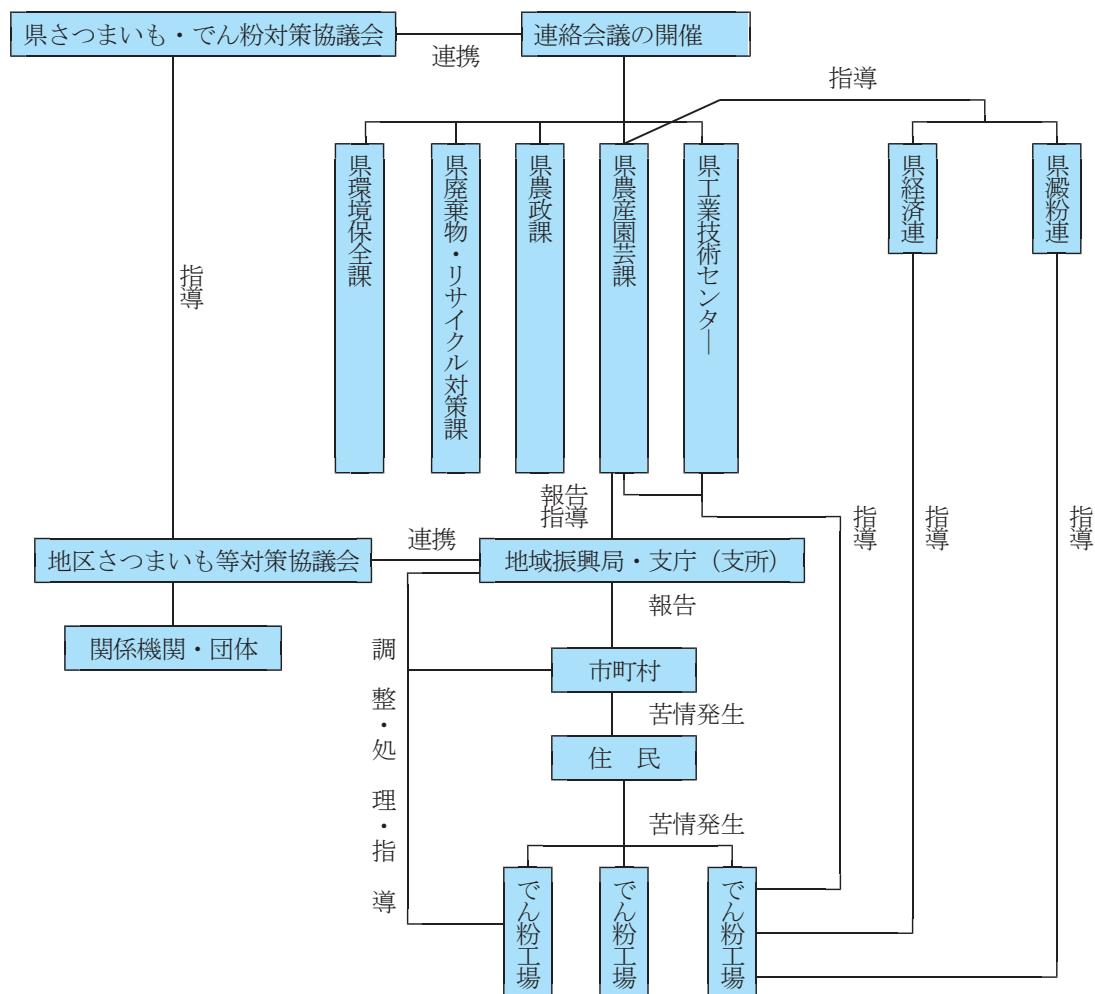 県さつまいも・でん粉対策協議会
連携
連絡会議の開催
指導
県環境保全課
県廃棄物・リサイクル対策課
県農政課
県農産園芸課
県工業技術センター
県経済連
県澱粉連
指導
報告
指導
指導
指導
指導
地区さつまいも等対策協議会
連携
地域振興局・支庁（支所）
報告
関係機関・団体
市町村
調整・処理・指導
苦情発生
住　民
苦情発生
でん粉工場
でん粉工場
でん粉工場